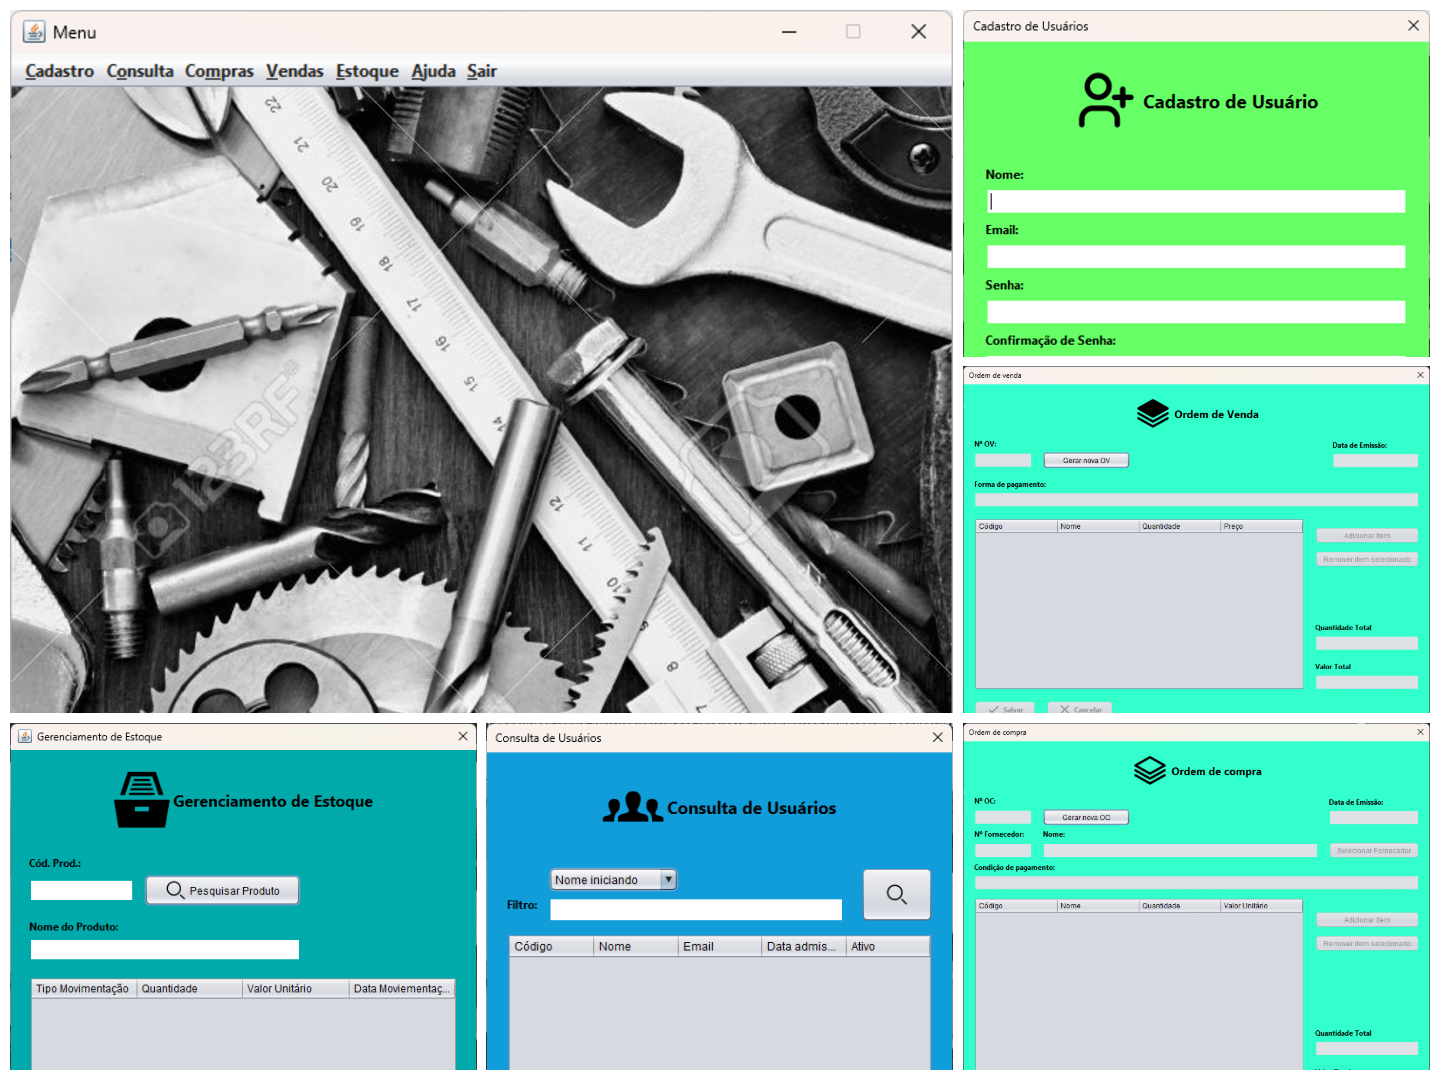 Menu
Cadastro Consulta Compras Vendas Estoque Ajuda Sair
22
21
20
19
18
17
16
15
14
12
11
10
9
8
7
123RF®
Cadastro de Usuários
Cadastro de Usuário
Nome:
Email:
Senha:
Confirmação de Senha:
Ordem de venda
Ordem de Venda
Nº OV:
Data de Emissão:
Gerar nova OV
Forma de pagamento:
Código Nome Quantidade Preço
Adicionar item
Remover item selecionado
Quantidade Total
Valor Total
Salvar Cancelar
Gerenciamento de Estoque
Gerenciamento de Estoque
Cód. Prod.:
Pesquisar Produto
Nome do Produto:
Tipo Movimentação Quantidade Valor Unitário Data Moviementaç...
Consulta de Usuários
Consulta de Usuários
Nome iniciando
Filtro:
Código Nome Email Data admis... Ativo
Ordem de compra
Ordem de compra
Nº OC:
Data de Emissão:
Gerar nova OC
Nº Fornecedor: Nome:
Selecionar Fornecedor
Condição de pagamento:
Código Nome Quantidade Valor Unitário
Adicionar item
Remover item selecionado
Quantidade Total